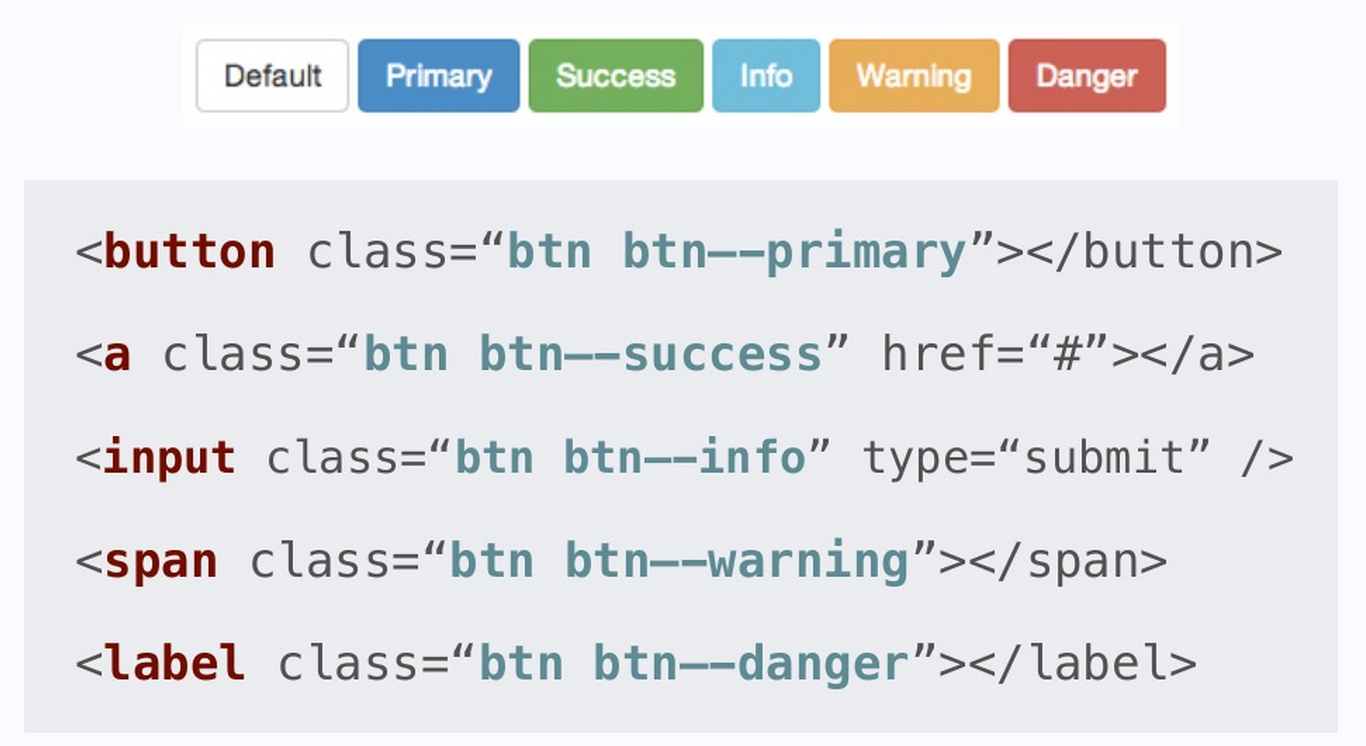 Default Primary Success Info Warning Danger
<button class=“btn btn––primary”></button>
<a class=“btn btn––success” href=“#”></a>
<input class=“btn btn––info” type=“submit” />
<span class=“btn btn––warning”></span>
<label class=“btn btn––danger”></label>